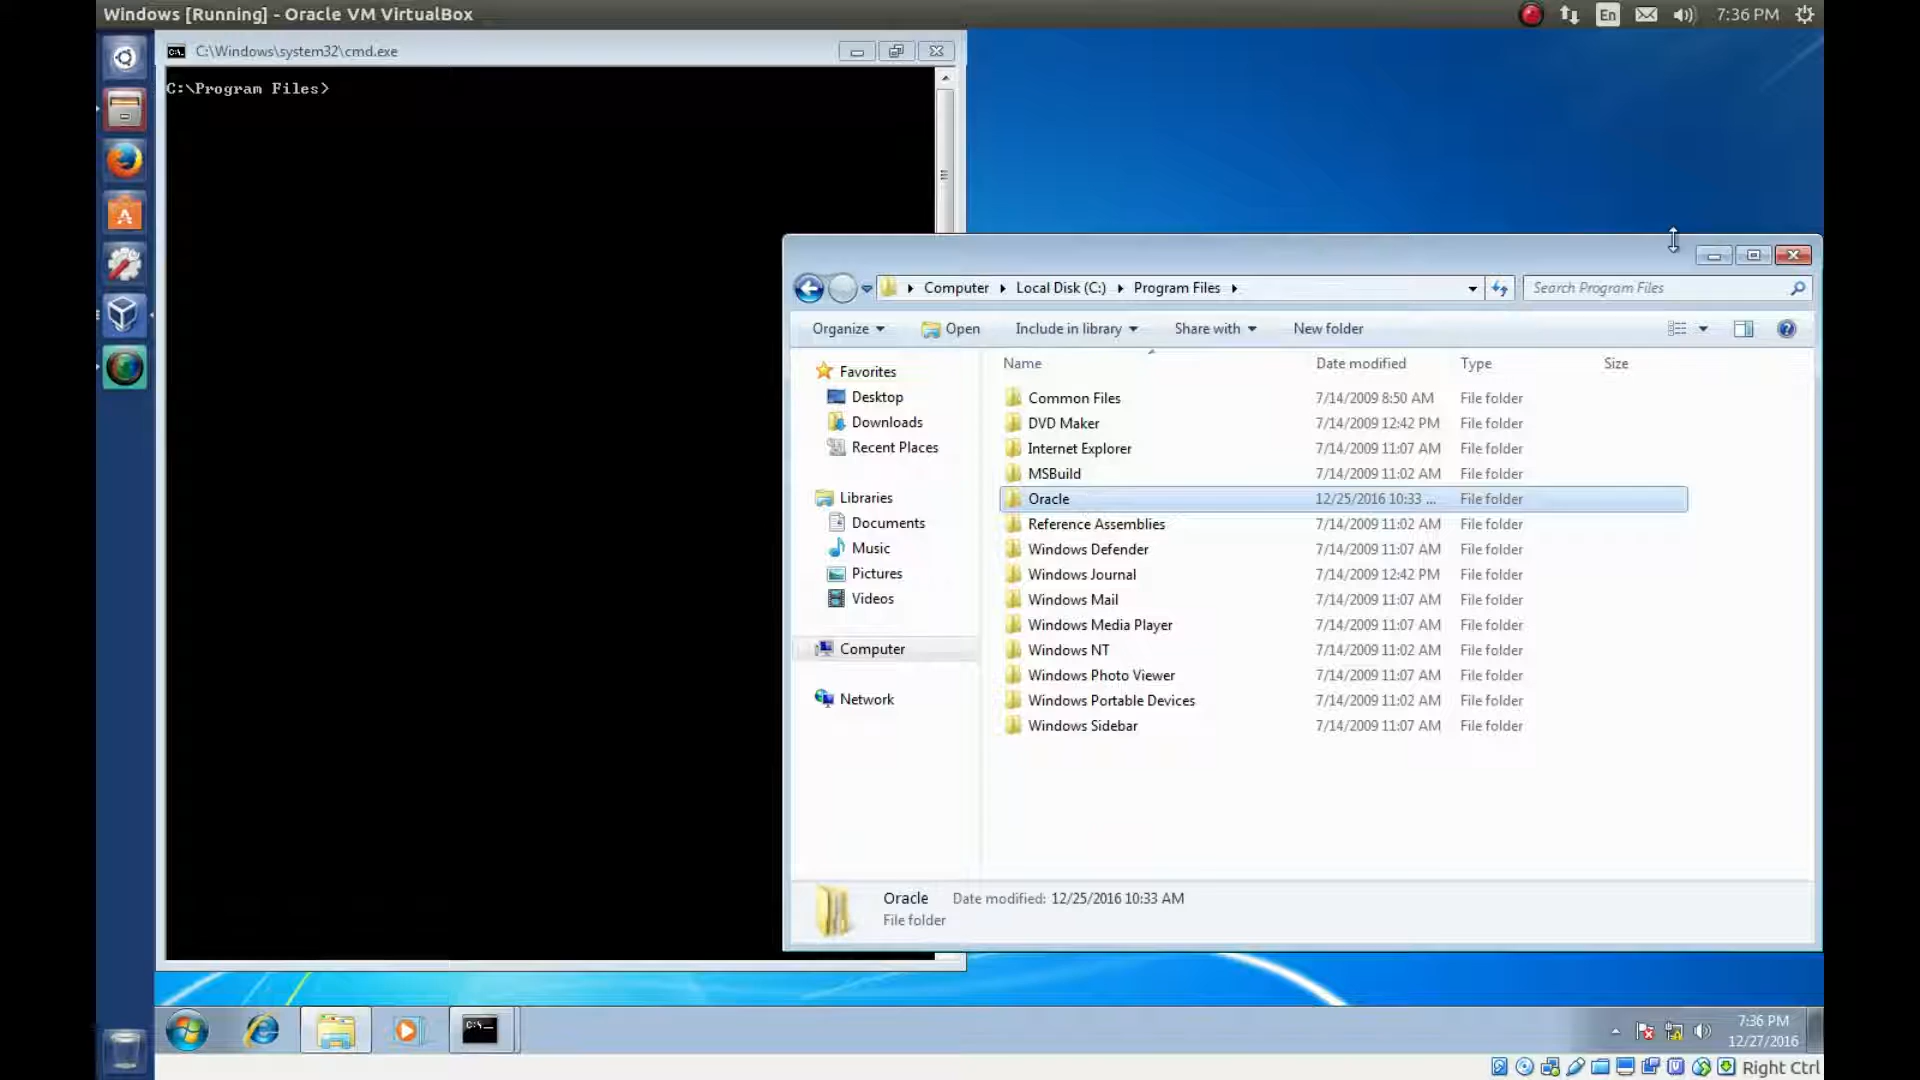 Windows [Running] - Oracle VM VirtualBox
En
7:36 PM
C:\Windows\system32\cmd.exe
C:\Program Files>
Computer
Local Disk (C:)
Program Files
Search Program Files
Organize
Open
Include in library
Share with
New folder
Name
Date modified
Type
Size
Favorites
Desktop
Downloads
Recent Places
Libraries
Documents
Music
Pictures
Videos
Computer
Network
Common Files 7/14/2009 8:50 AM File folder
DVD Maker 7/14/2009 12:42 PM File folder
Internet Explorer 7/14/2009 11:07 AM File folder
MSBuild 7/14/2009 11:02 AM File folder
Oracle 12/25/2016 10:33 ... File folder
Reference Assemblies 7/14/2009 11:02 AM File folder
Windows Defender 7/14/2009 11:07 AM File folder
Windows Journal 7/14/2009 12:42 PM File folder
Windows Mail 7/14/2009 11:07 AM File folder
Windows Media Player 7/14/2009 11:07 AM File folder
Windows NT 7/14/2009 11:02 AM File folder
Windows Photo Viewer 7/14/2009 11:07 AM File folder
Windows Portable Devices 7/14/2009 11:02 AM File folder
Windows Sidebar 7/14/2009 11:07 AM File folder
Oracle Date modified: 12/25/2016 10:33 AM
File folder
7:36 PM
12/27/2016
Right Ctrl